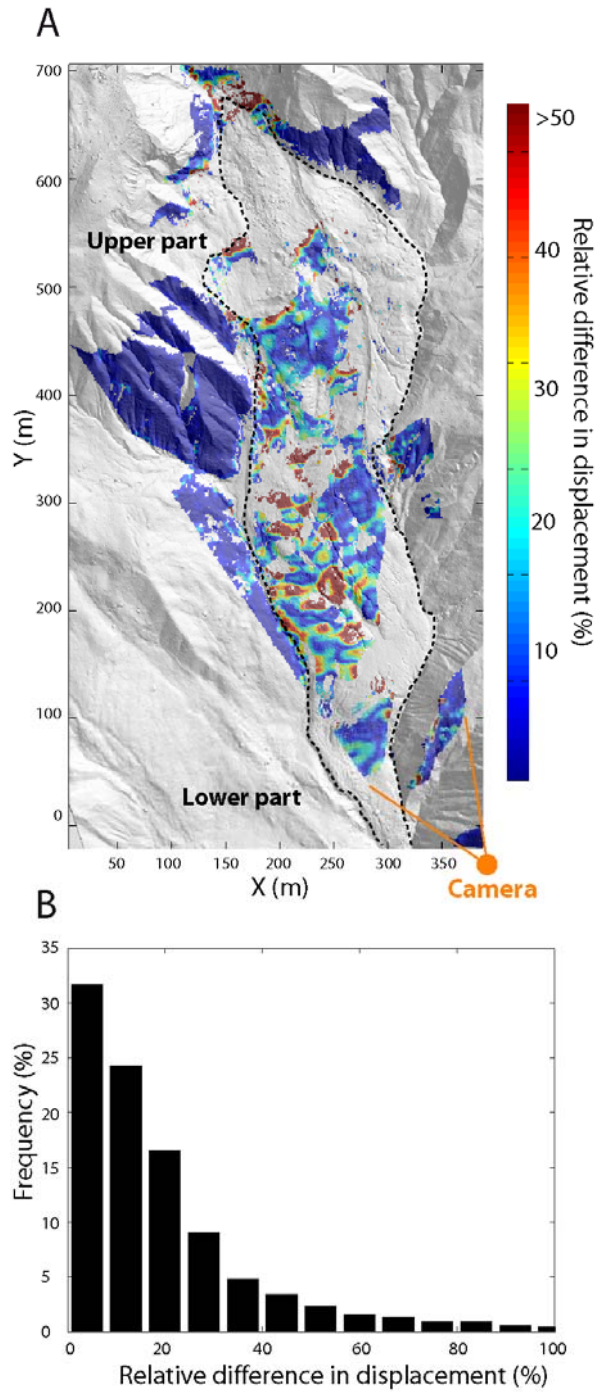 A
700
600
500
400
300
200
100
0
Y (m)
Upper part
Lower part
50 100 150 200 250 300 350
X (m)
Camera
>50
40
30
20
10
Relative difference in displacement (%)
B
35
30
25
20
15
10
5
0
Frequency (%)
0 20 40 60 80 100
Relative difference in displacement (%)